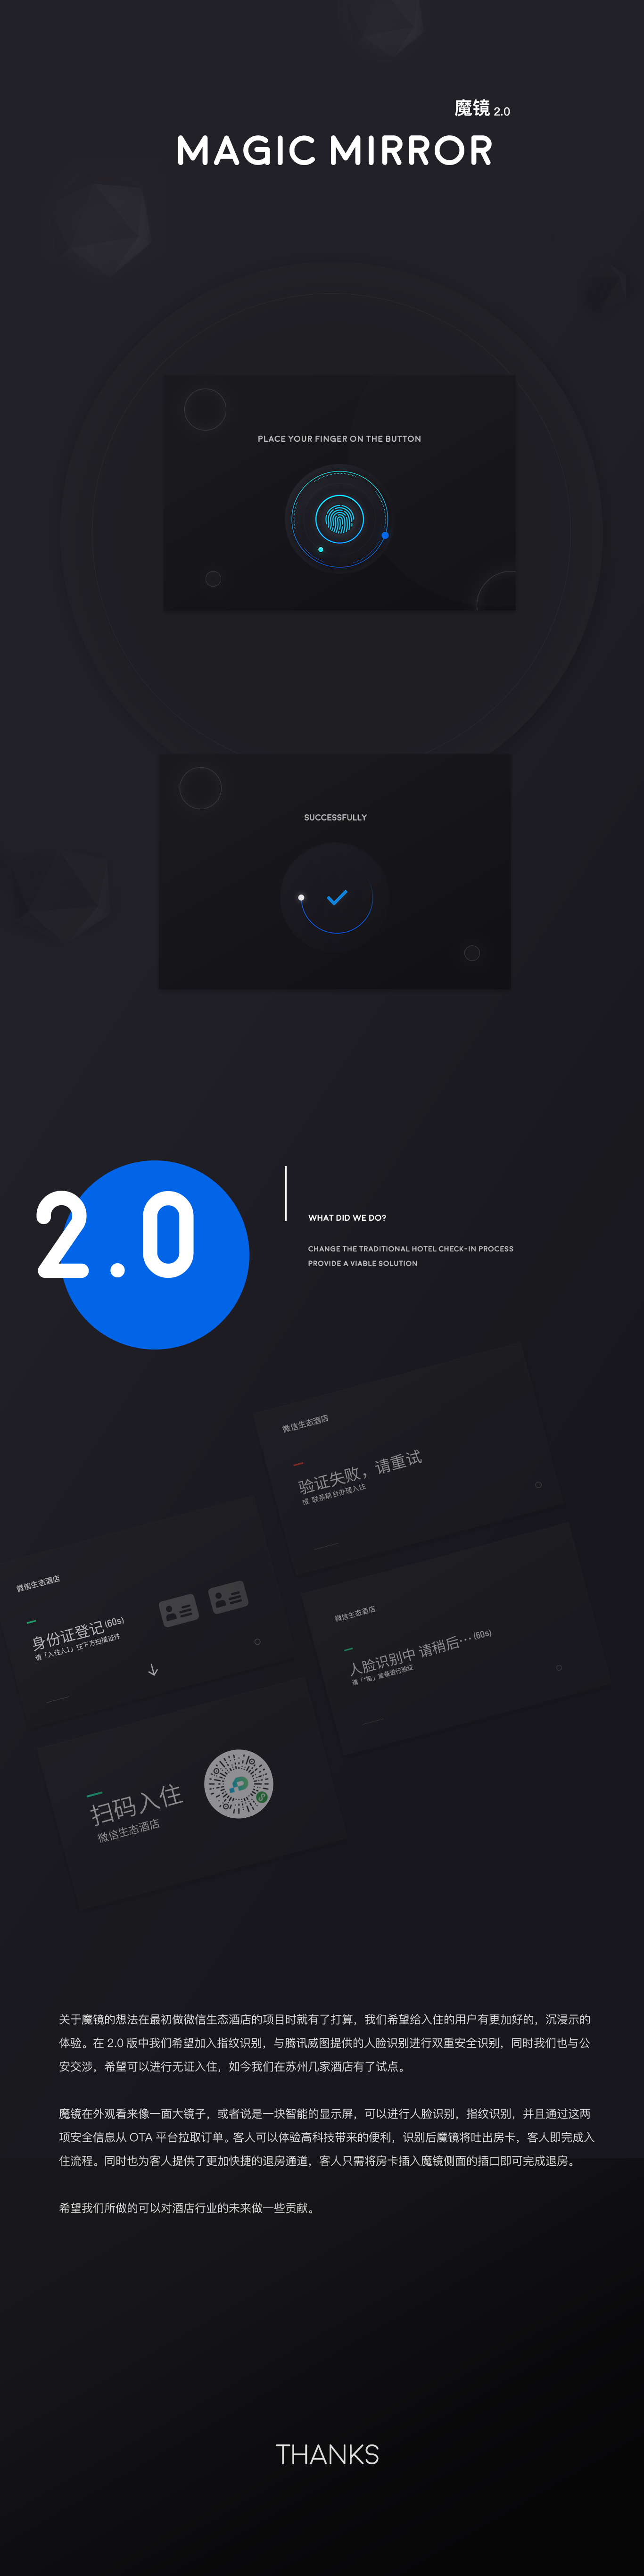 魔镜 2.0
MAGIC MIRROR
PLACE YOUR FINGER ON THE BUTTON
SUCCESSFULLY
2.0
WHAT DID WE DO?
CHANGE THE TRADITIONAL HOTEL CHECK-IN PROCESS
PROVIDE A VIABLE SOLUTION
微信生态酒店
验证失败，请重试
或 联系前台办理入住
微信生态酒店
身份证登记 (60s)
请「入住人1」在下方扫描证件
微信生态酒店
人脸识别中 请稍后… (60s)
请「*磊」准备进行验证
扫码入住
微信生态酒店
关于魔镜的想法在最初做微信生态酒店的项目时就有了打算，我们希望给入住的用户有更加好的，沉浸示的
体验。在 2.0 版中我们希望加入指纹识别，与腾讯威图提供的人脸识别进行双重安全识别，同时我们也与公
安交涉，希望可以进行无证入住，如今我们在苏州几家酒店有了试点。
魔镜在外观看来像一面大镜子，或者说是一块智能的显示屏，可以进行人脸识别，指纹识别，并且通过这两
项安全信息从 OTA 平台拉取订单。客人可以体验高科技带来的便利，识别后魔镜将吐出房卡，客人即完成入
住流程。同时也为客人提供了更加快捷的退房通道，客人只需将房卡插入魔镜侧面的插口即可完成退房。
希望我们所做的可以对酒店行业的未来做一些贡献。
THANKS